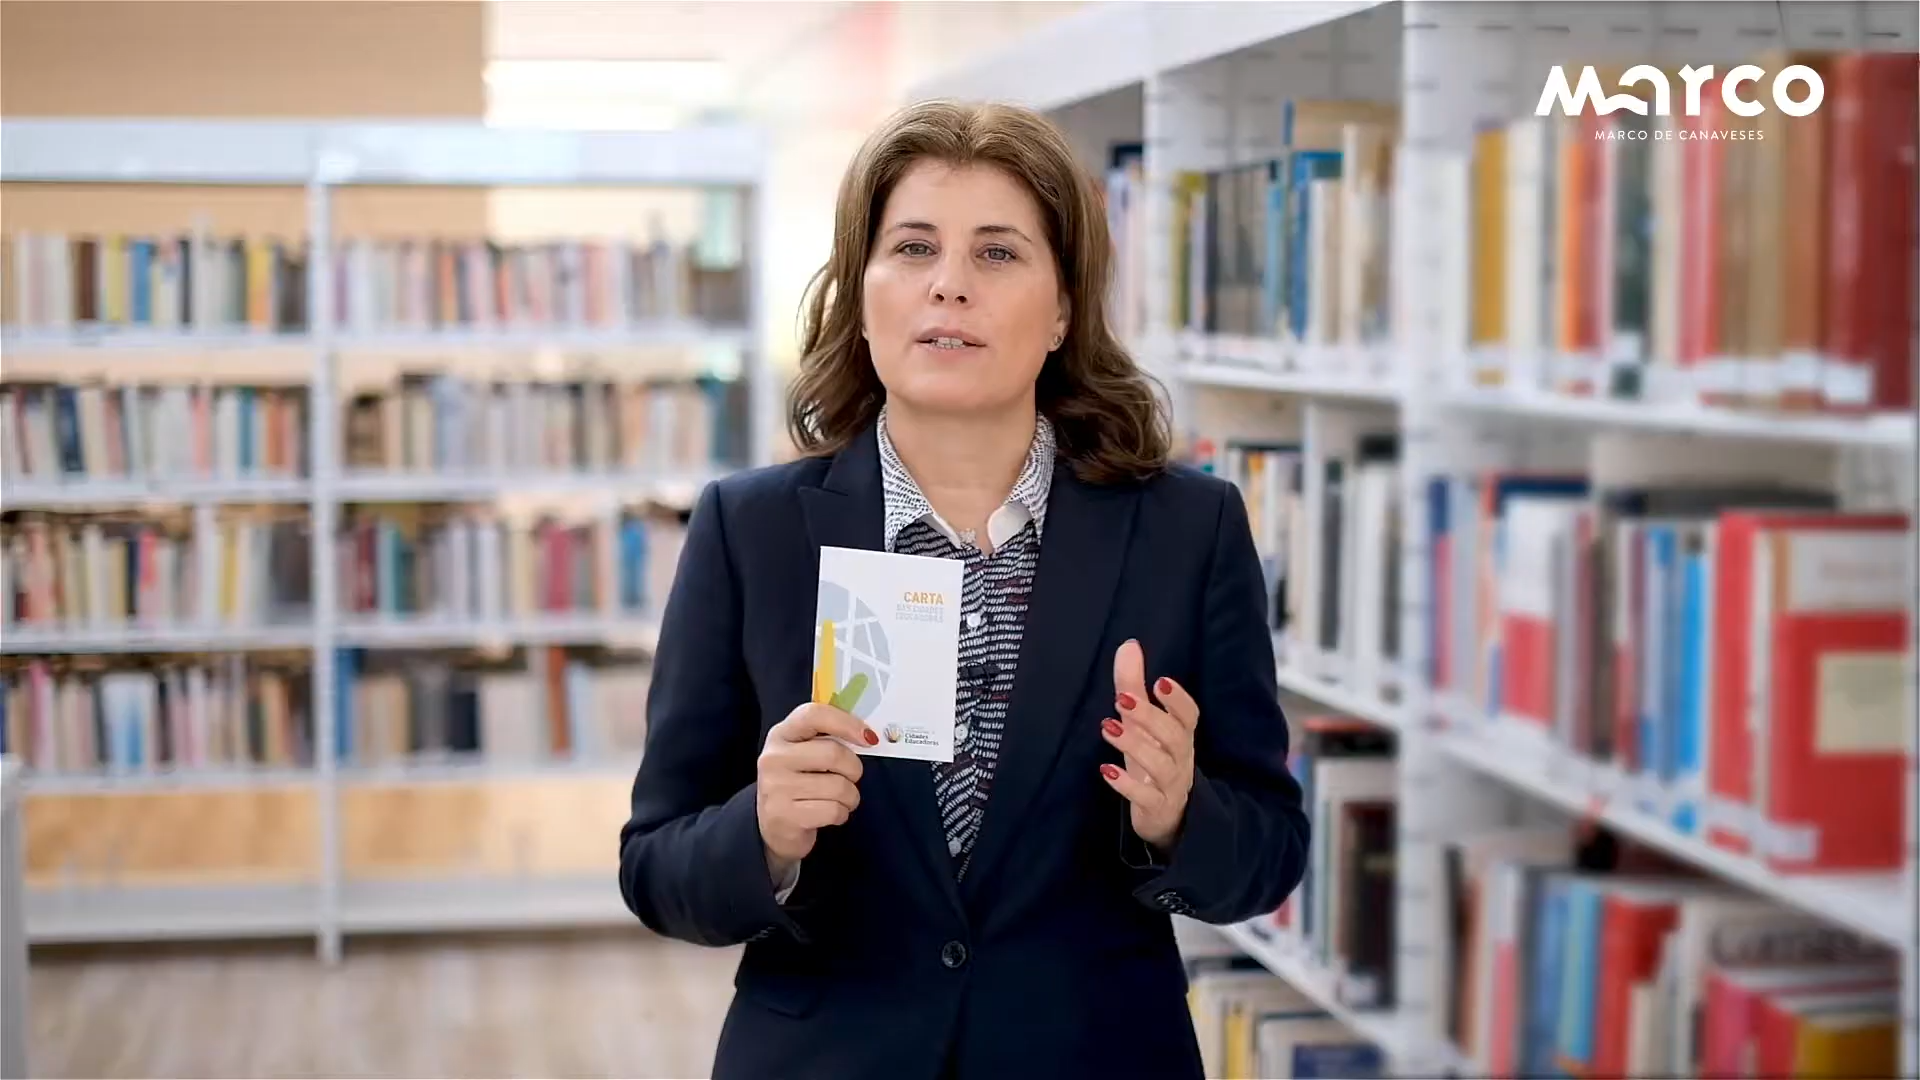 marco
MARCO DE CANAVESES
CARTA
DAS CIDADES
EDUCADORAS
Cidades
Educadoras